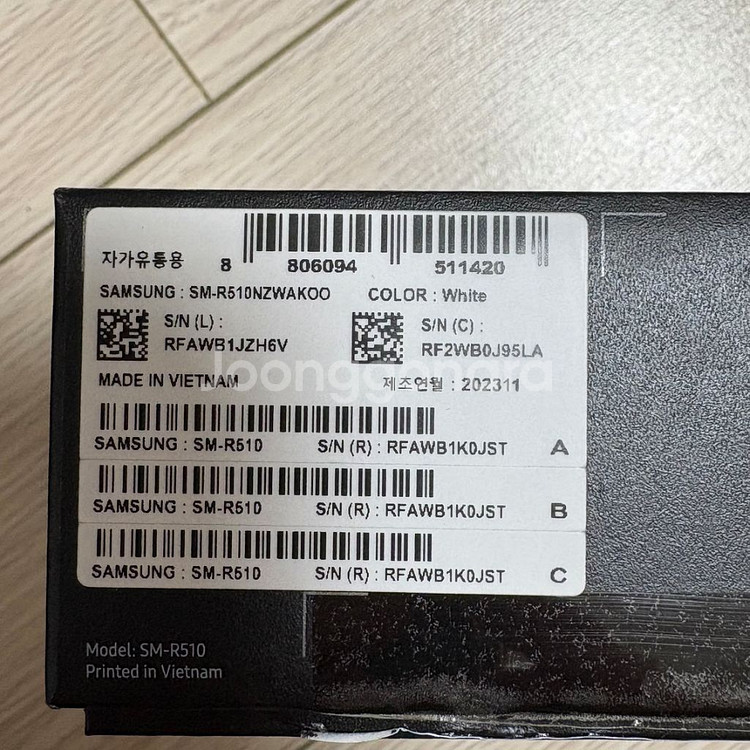 자가유통용
8 806094 511420
SAMSUNG : SM-R510NZWAKOO COLOR : White
S/N (L) : S/N (C) :
RFAWB1JZH6V RF2WB0J95LA
Joonggonara
MADE IN VIETNAM 제조연월 : 202311
SAMSUNG : SM-R510 S/N (R) : RFAWB1K0JST A
SAMSUNG : SM-R510 S/N (R) : RFAWB1K0JST B
SAMSUNG : SM-R510 S/N (R) : RFAWB1K0JST C
Model: SM-R510
Printed in Vietnam